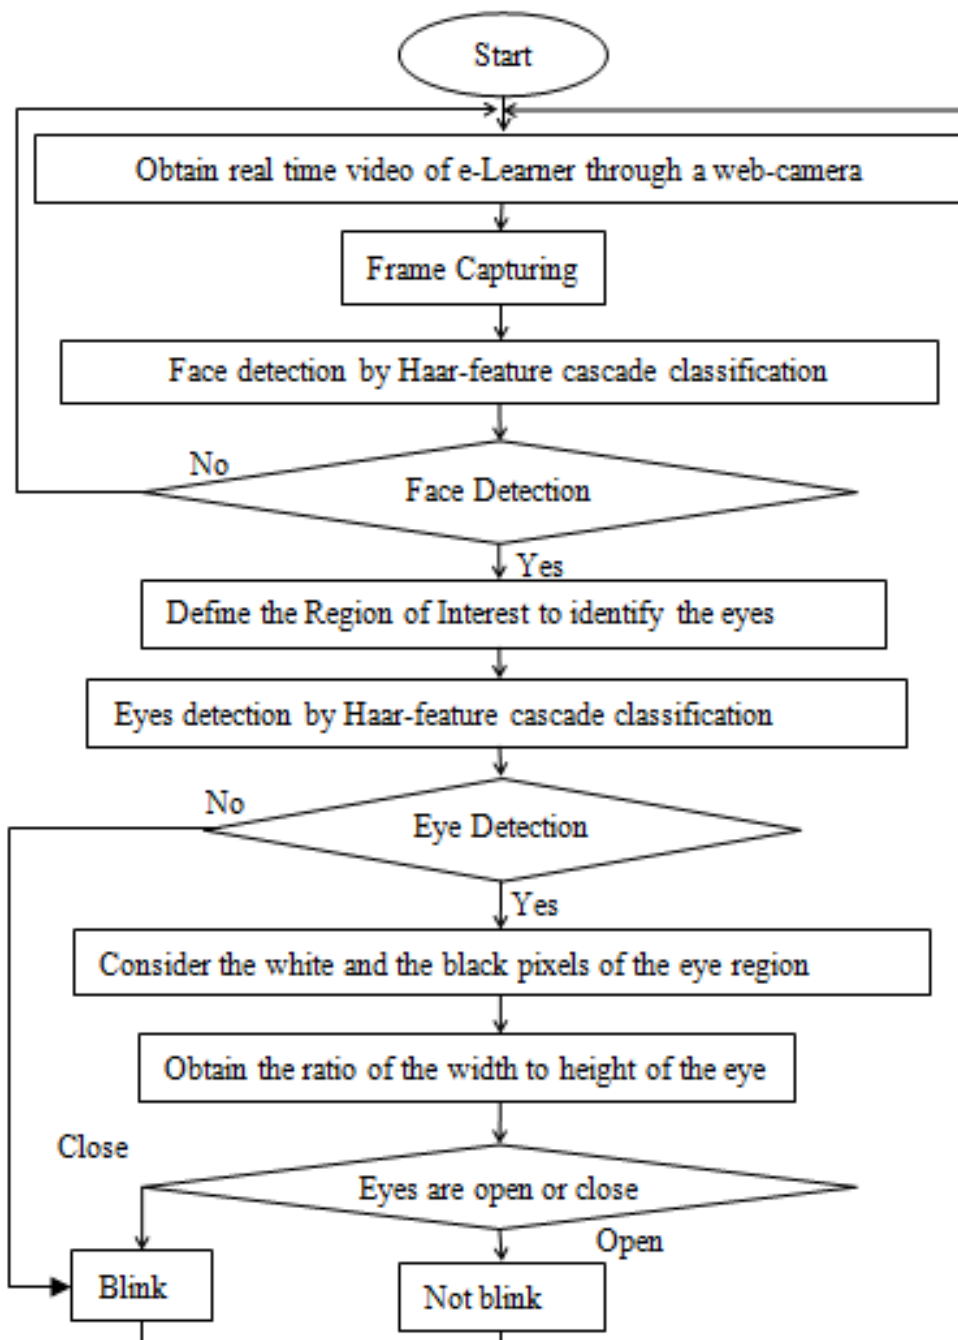 Start
Obtain real time video of e-Learner through a web-camera
Frame Capturing
Face detection by Haar-feature cascade classification
No
Face Detection
Yes
Define the Region of Interest to identify the eyes
Eyes detection by Haar-feature cascade classification
No
Eye Detection
Yes
Consider the white and the black pixels of the eye region
Obtain the ratio of the width to height of the eye
Close
Eyes are open or close
Open
Blink
Not blink